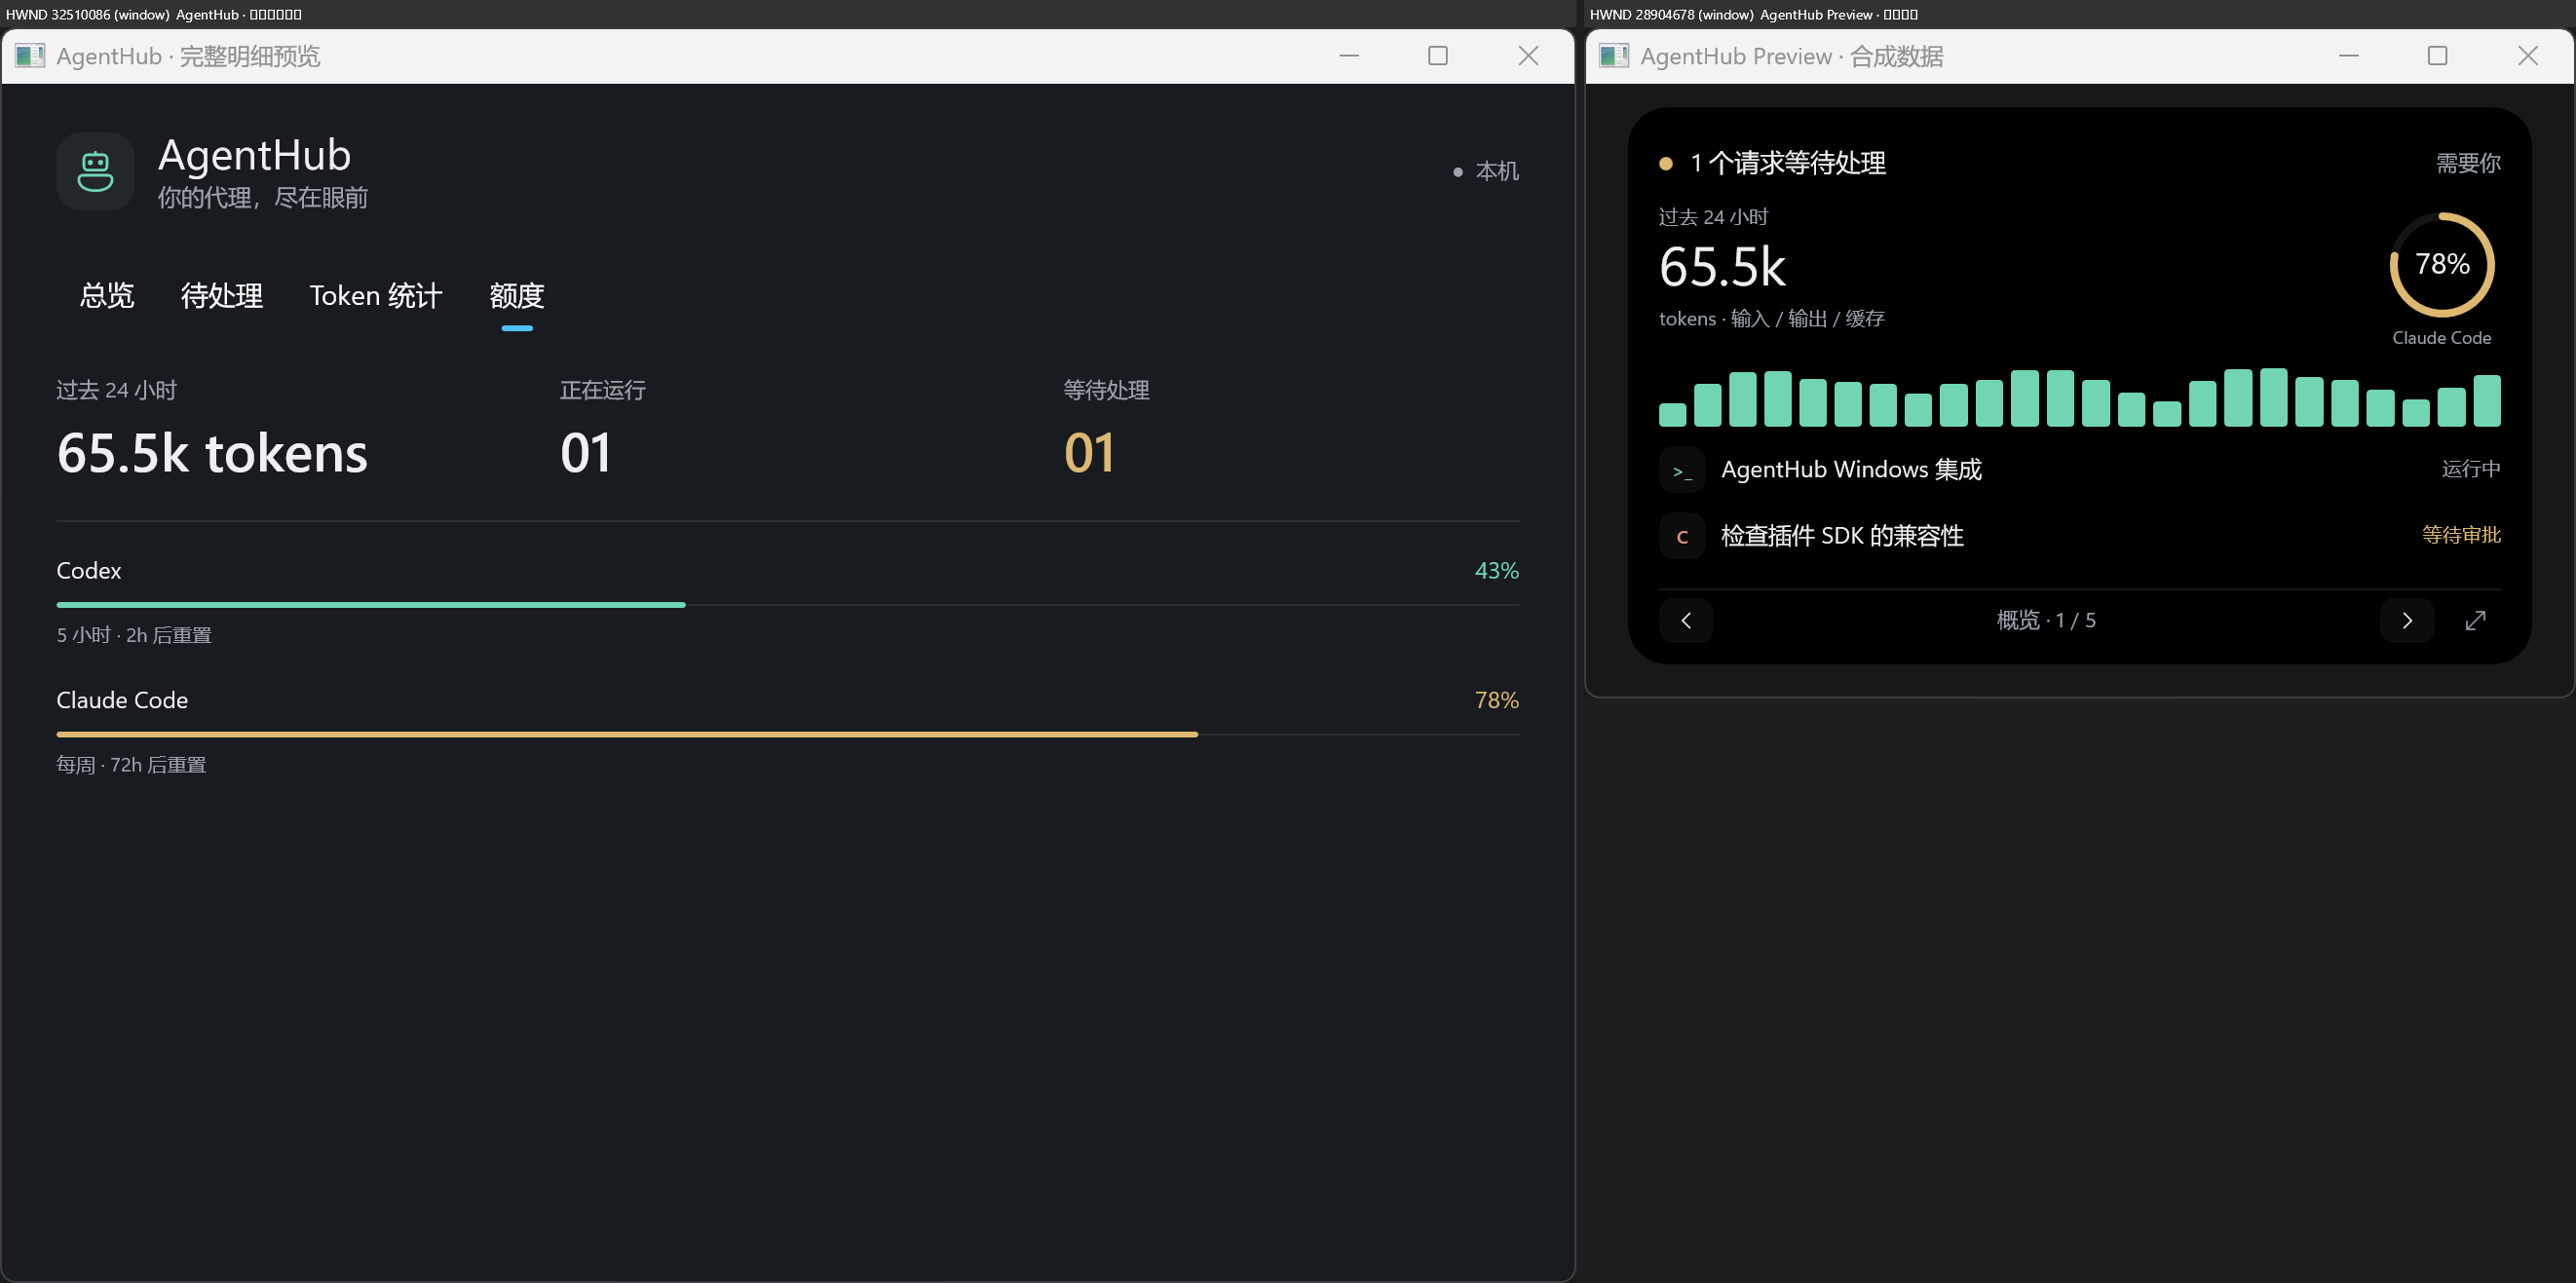 HWND 32510086 (window) AgentHub · □□□□□□
AgentHub · 完整明细预览
AgentHub
你的代理，尽在眼前
本机
总览 待处理 Token 统计 额度
过去 24 小时 正在运行 等待处理
65.5k tokens 01 01
Codex 43%
5 小时 · 2h 后重置
Claude Code 78%
每周 · 72h 后重置
HWND 28904678 (window) AgentHub Preview · □□□□
AgentHub Preview · 合成数据
1 个请求等待处理 需要你
过去 24 小时
65.5k
tokens · 输入 / 输出 / 缓存
78%
Claude Code
>_ AgentHub Windows 集成 运行中
C 检查插件 SDK 的兼容性 等待审批
概览 · 1 / 5